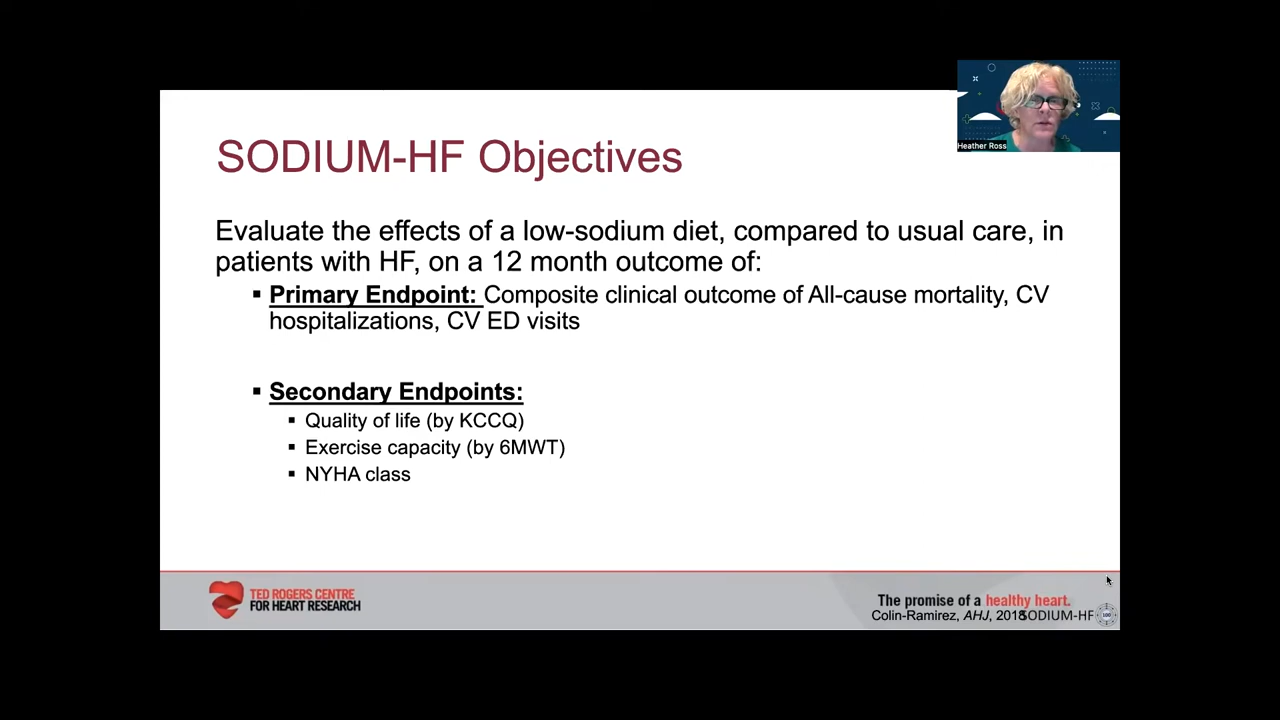 Heather Ross
SODIUM-HF Objectives
Evaluate the effects of a low-sodium diet, compared to usual care, in
patients with HF, on a 12 month outcome of:
▪ Primary Endpoint: Composite clinical outcome of All-cause mortality, CV
hospitalizations, CV ED visits
▪ Secondary Endpoints:
▪ Quality of life (by KCCQ)
▪ Exercise capacity (by 6MWT)
▪ NYHA class
TED ROGERS CENTRE
FOR HEART RESEARCH
The promise of a healthy heart.
Colin-Ramirez, AHJ, 2018
SODIUM-HF